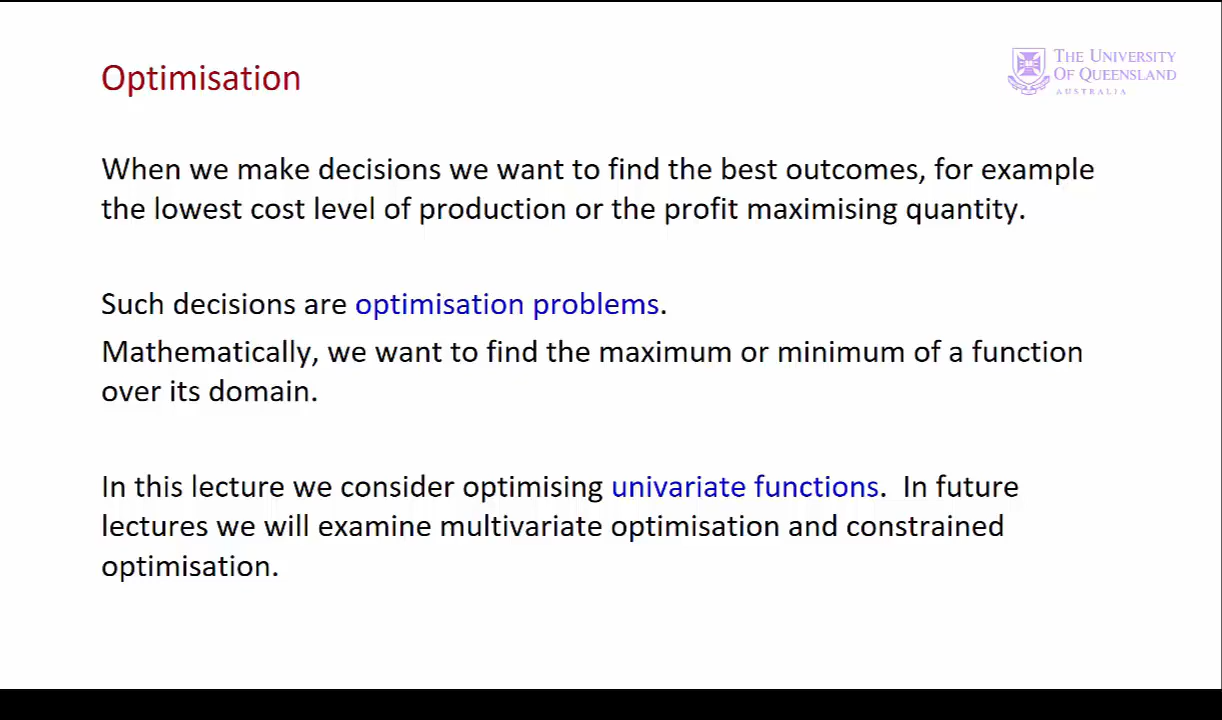 Optimisation
THE UNIVERSITY
OF QUEENSLAND
AUSTRALIA
When we make decisions we want to find the best outcomes, for example
the lowest cost level of production or the profit maximising quantity.
Such decisions are optimisation problems.
Mathematically, we want to find the maximum or minimum of a function
over its domain.
In this lecture we consider optimising univariate functions. In future
lectures we will examine multivariate optimisation and constrained
optimisation.